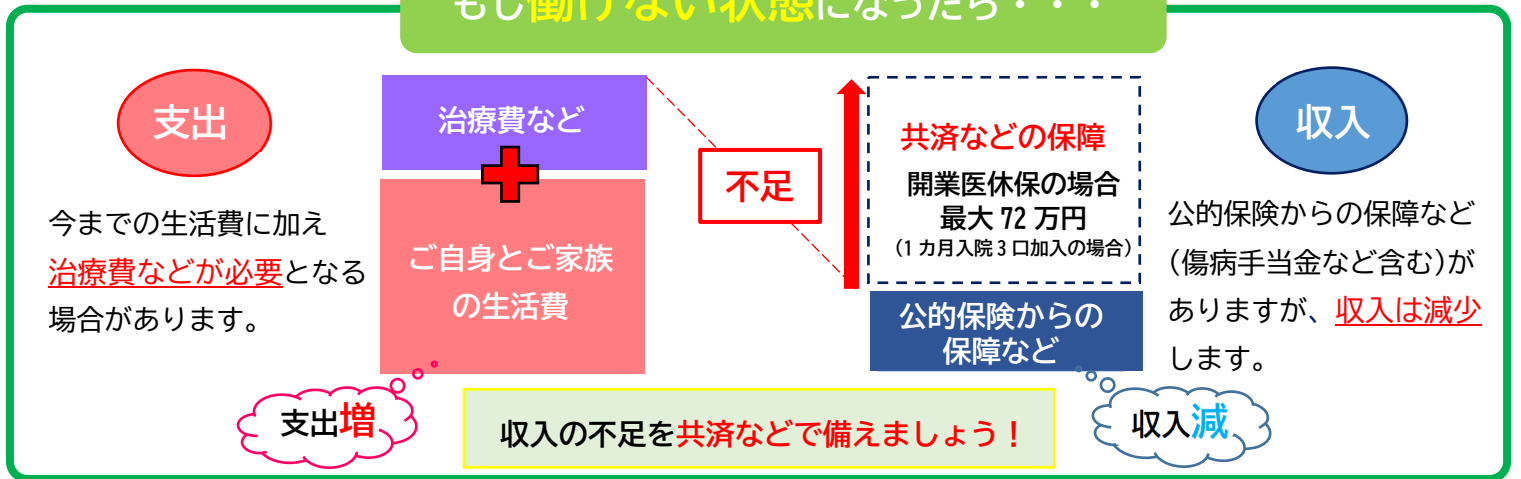 もし働けない状態になったら・・・
支出
今までの生活費に加え
治療費などが必要となる
場合があります。
治療費など
ご自身とご家族
の生活費
支出増
不足
共済などの保障
開業医休保の場合
最大 72 万円
(1 カ月入院 3 口加入の場合)
公的保険からの
保障など
収入
公的保険からの保障など
(傷病手当金など含む)が
ありますが、収入は減少
します。
収入減
収入の不足を共済などで備えましょう！